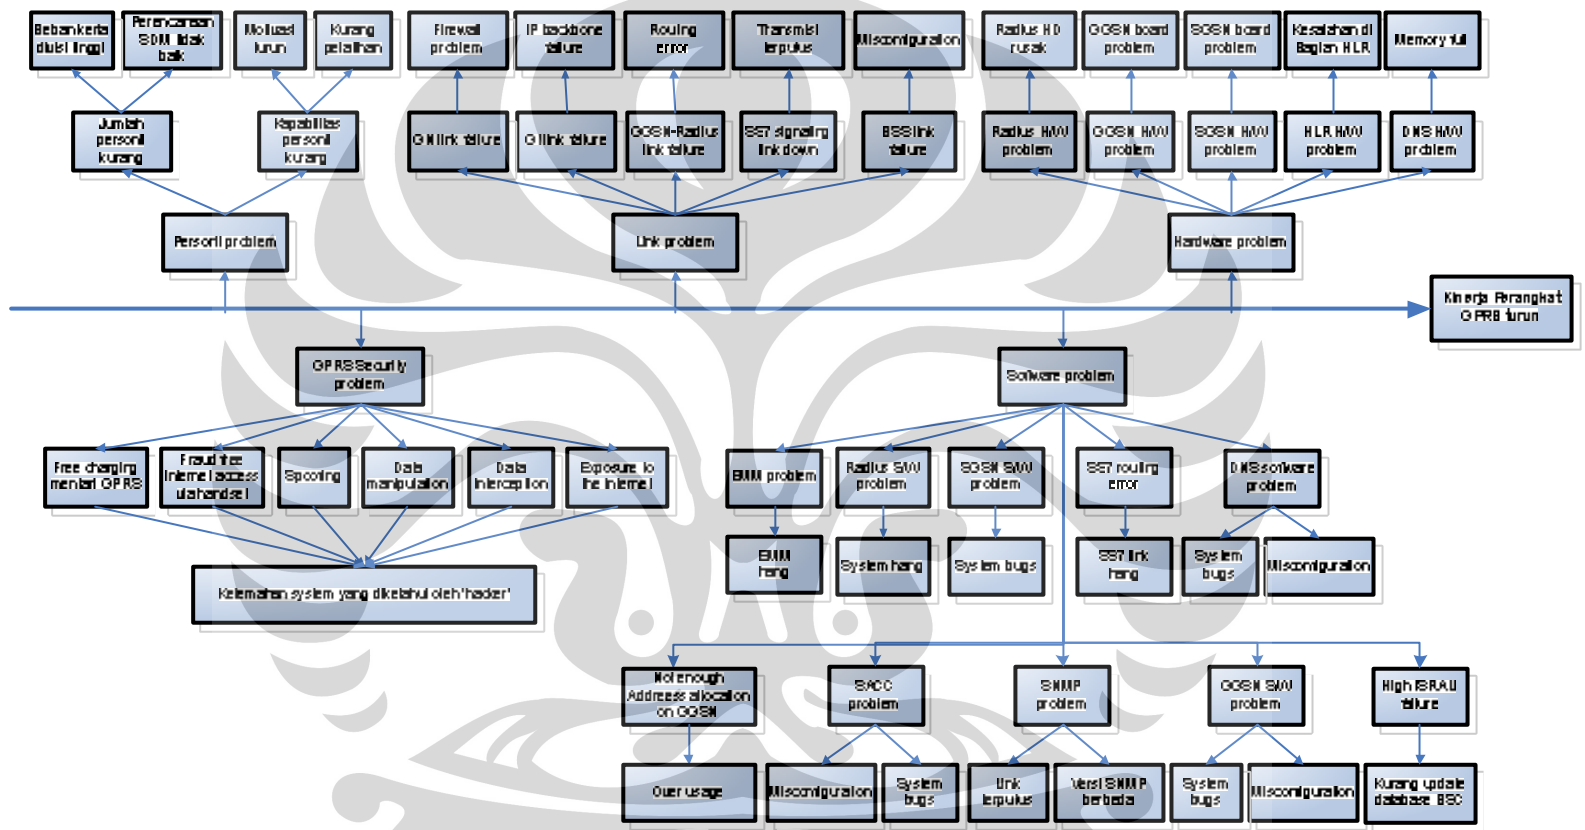 Beban kerja
divisi tinggi
Perencanaan
SDM tidak
baik
Motivasi
turun
Kurang
pelatihan
Firewall
problem
IP backbone
failure
Routing
error
Transmisi
terputus
Misconfiguration
Radius HD
rusak
GGSN board
problem
SGSN board
problem
Kesalahan di
Bagian HLR
Memory full
Jumlah
personil
kurang
Kapabilitas
personil
kurang
GN link failure
GI link failure
GGSN-Radius
link failure
SS7 signaling
link down
BSS link
failure
Radius H/W
problem
GGSN H/W
problem
SGSN H/W
problem
HLR H/W
problem
DNS H/W
problem
Personil problem
Link problem
Hardware problem
Kinerja Perangkat
GPRS turun
GPRS Security
problem
Software problem
Free charging
mentari GPRS
Fraud free
internet access
via handset
Spoofing
Data
manipulation
Data
interception
Exposure to
the internet
EMM problem
Radius S/W
problem
SGSN S/W
problem
SS7 routing
error
DNS software
problem
EMM
hang
System hang
System bugs
SS7 link
hang
System
bugs
Misconfiguration
Kelemahan system yang diketahui oleh 'hacker'
Not enough
Addreess allocation
on GGSN
SACC
problem
SNMP
problem
GGSN S/W
problem
High ISRAU
failure
Over usage
Misconfiguration
System
bugs
Link
terputus
Versi SNMP
berbeda
System
bugs
Misconfiguration
Kurang update
database BSC